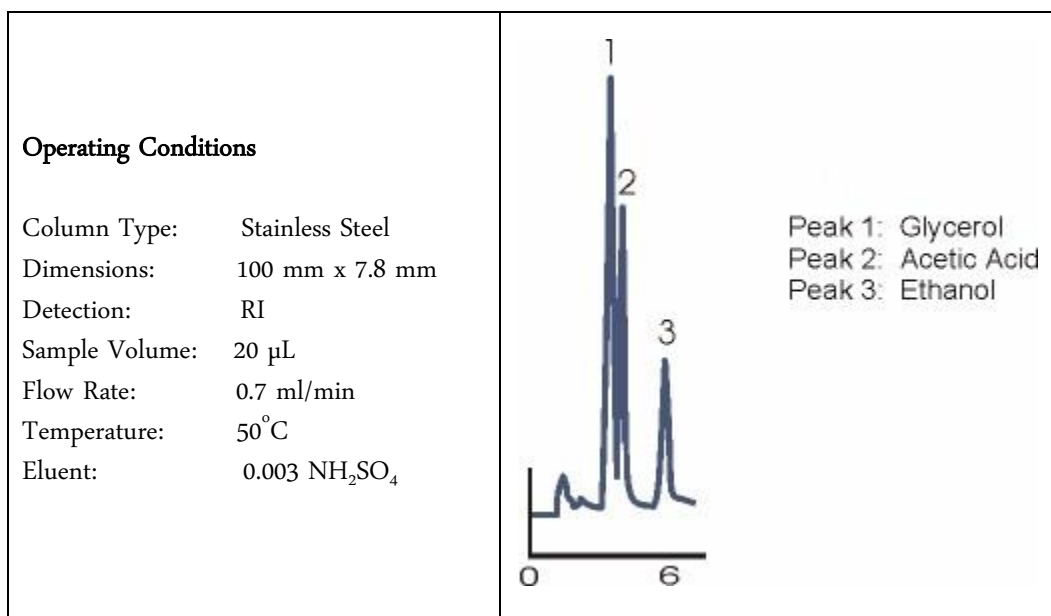 Operating Conditions
Column Type: Stainless Steel
Dimensions: 100 mm x 7.8 mm
Detection: RI
Sample Volume: 20 µL
Flow Rate: 0.7 ml/min
Temperature: 50°C
Eluent: 0.003 NH₂SO₄
1
2
3
Peak 1: Glycerol
Peak 2: Acetic Acid
Peak 3: Ethanol
0 6